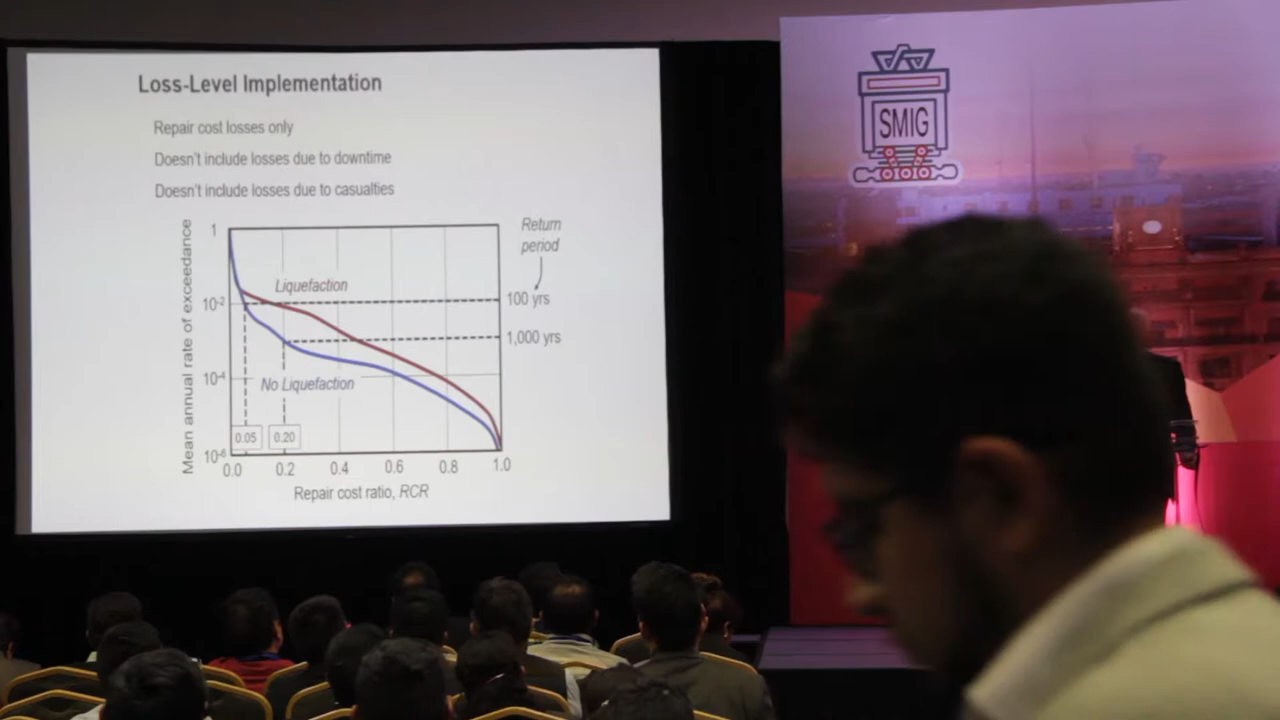 Loss-Level Implementation
Repair cost losses only
Doesn't include losses due to downtime
Doesn't include losses due to casualties
Mean annual rate of exceedance
1
10-2
10-4
10-6
Liquefaction
No Liquefaction
Return
period
100 yrs
1,000 yrs
0.05
0.20
0.0
0.2
0.4
0.6
0.8
1.0
Repair cost ratio, RCR
SMIG